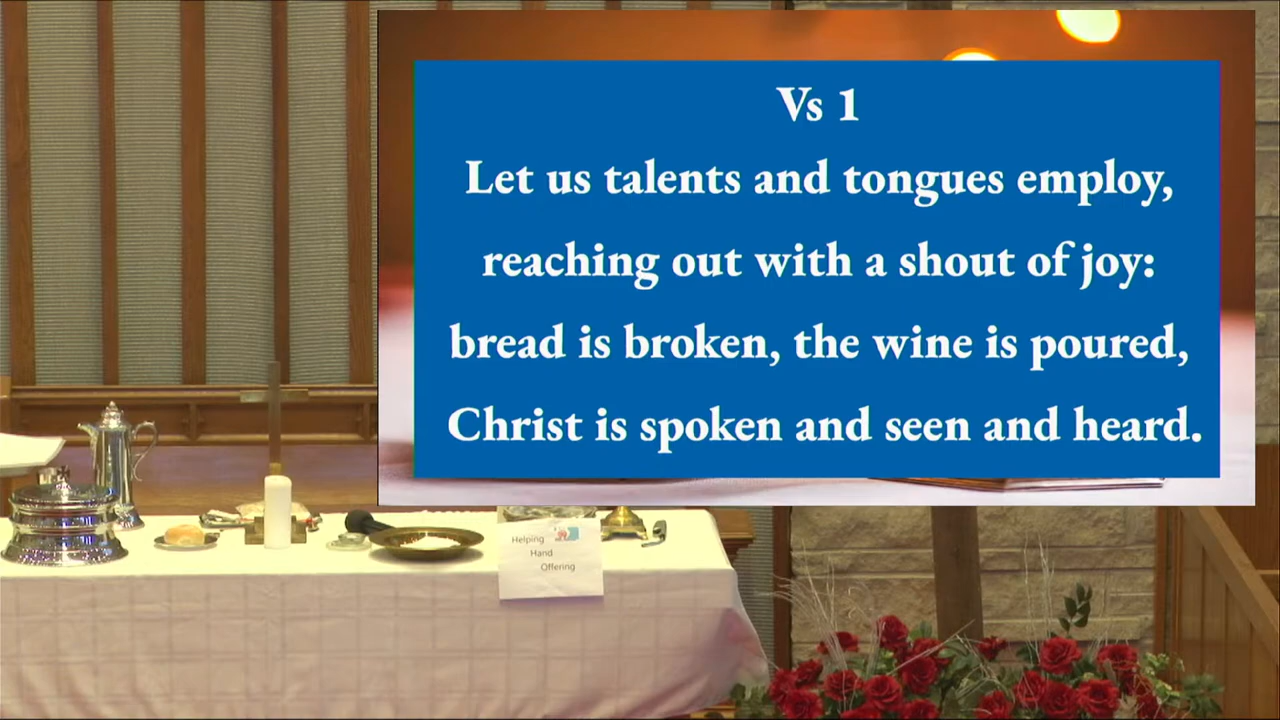 Vs 1
Let us talents and tongues employ,
reaching out with a shout of joy:
bread is broken, the wine is poured,
Christ is spoken and seen and heard.
Helping
Hand
Offering